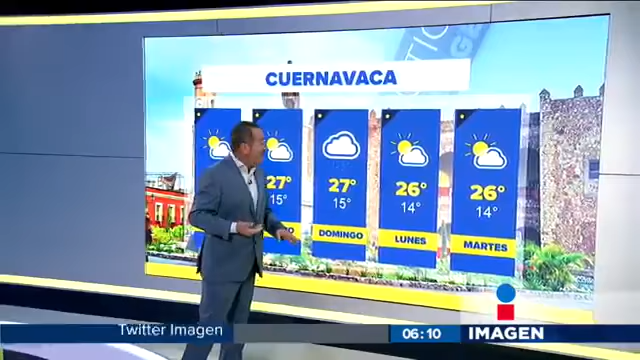 CUERNAVACA
27° 27° 26° 26°
15° 15° 14° 14°
DOMINGO LUNES MARTES
Twitter Imagen 06:10 IMAGEN